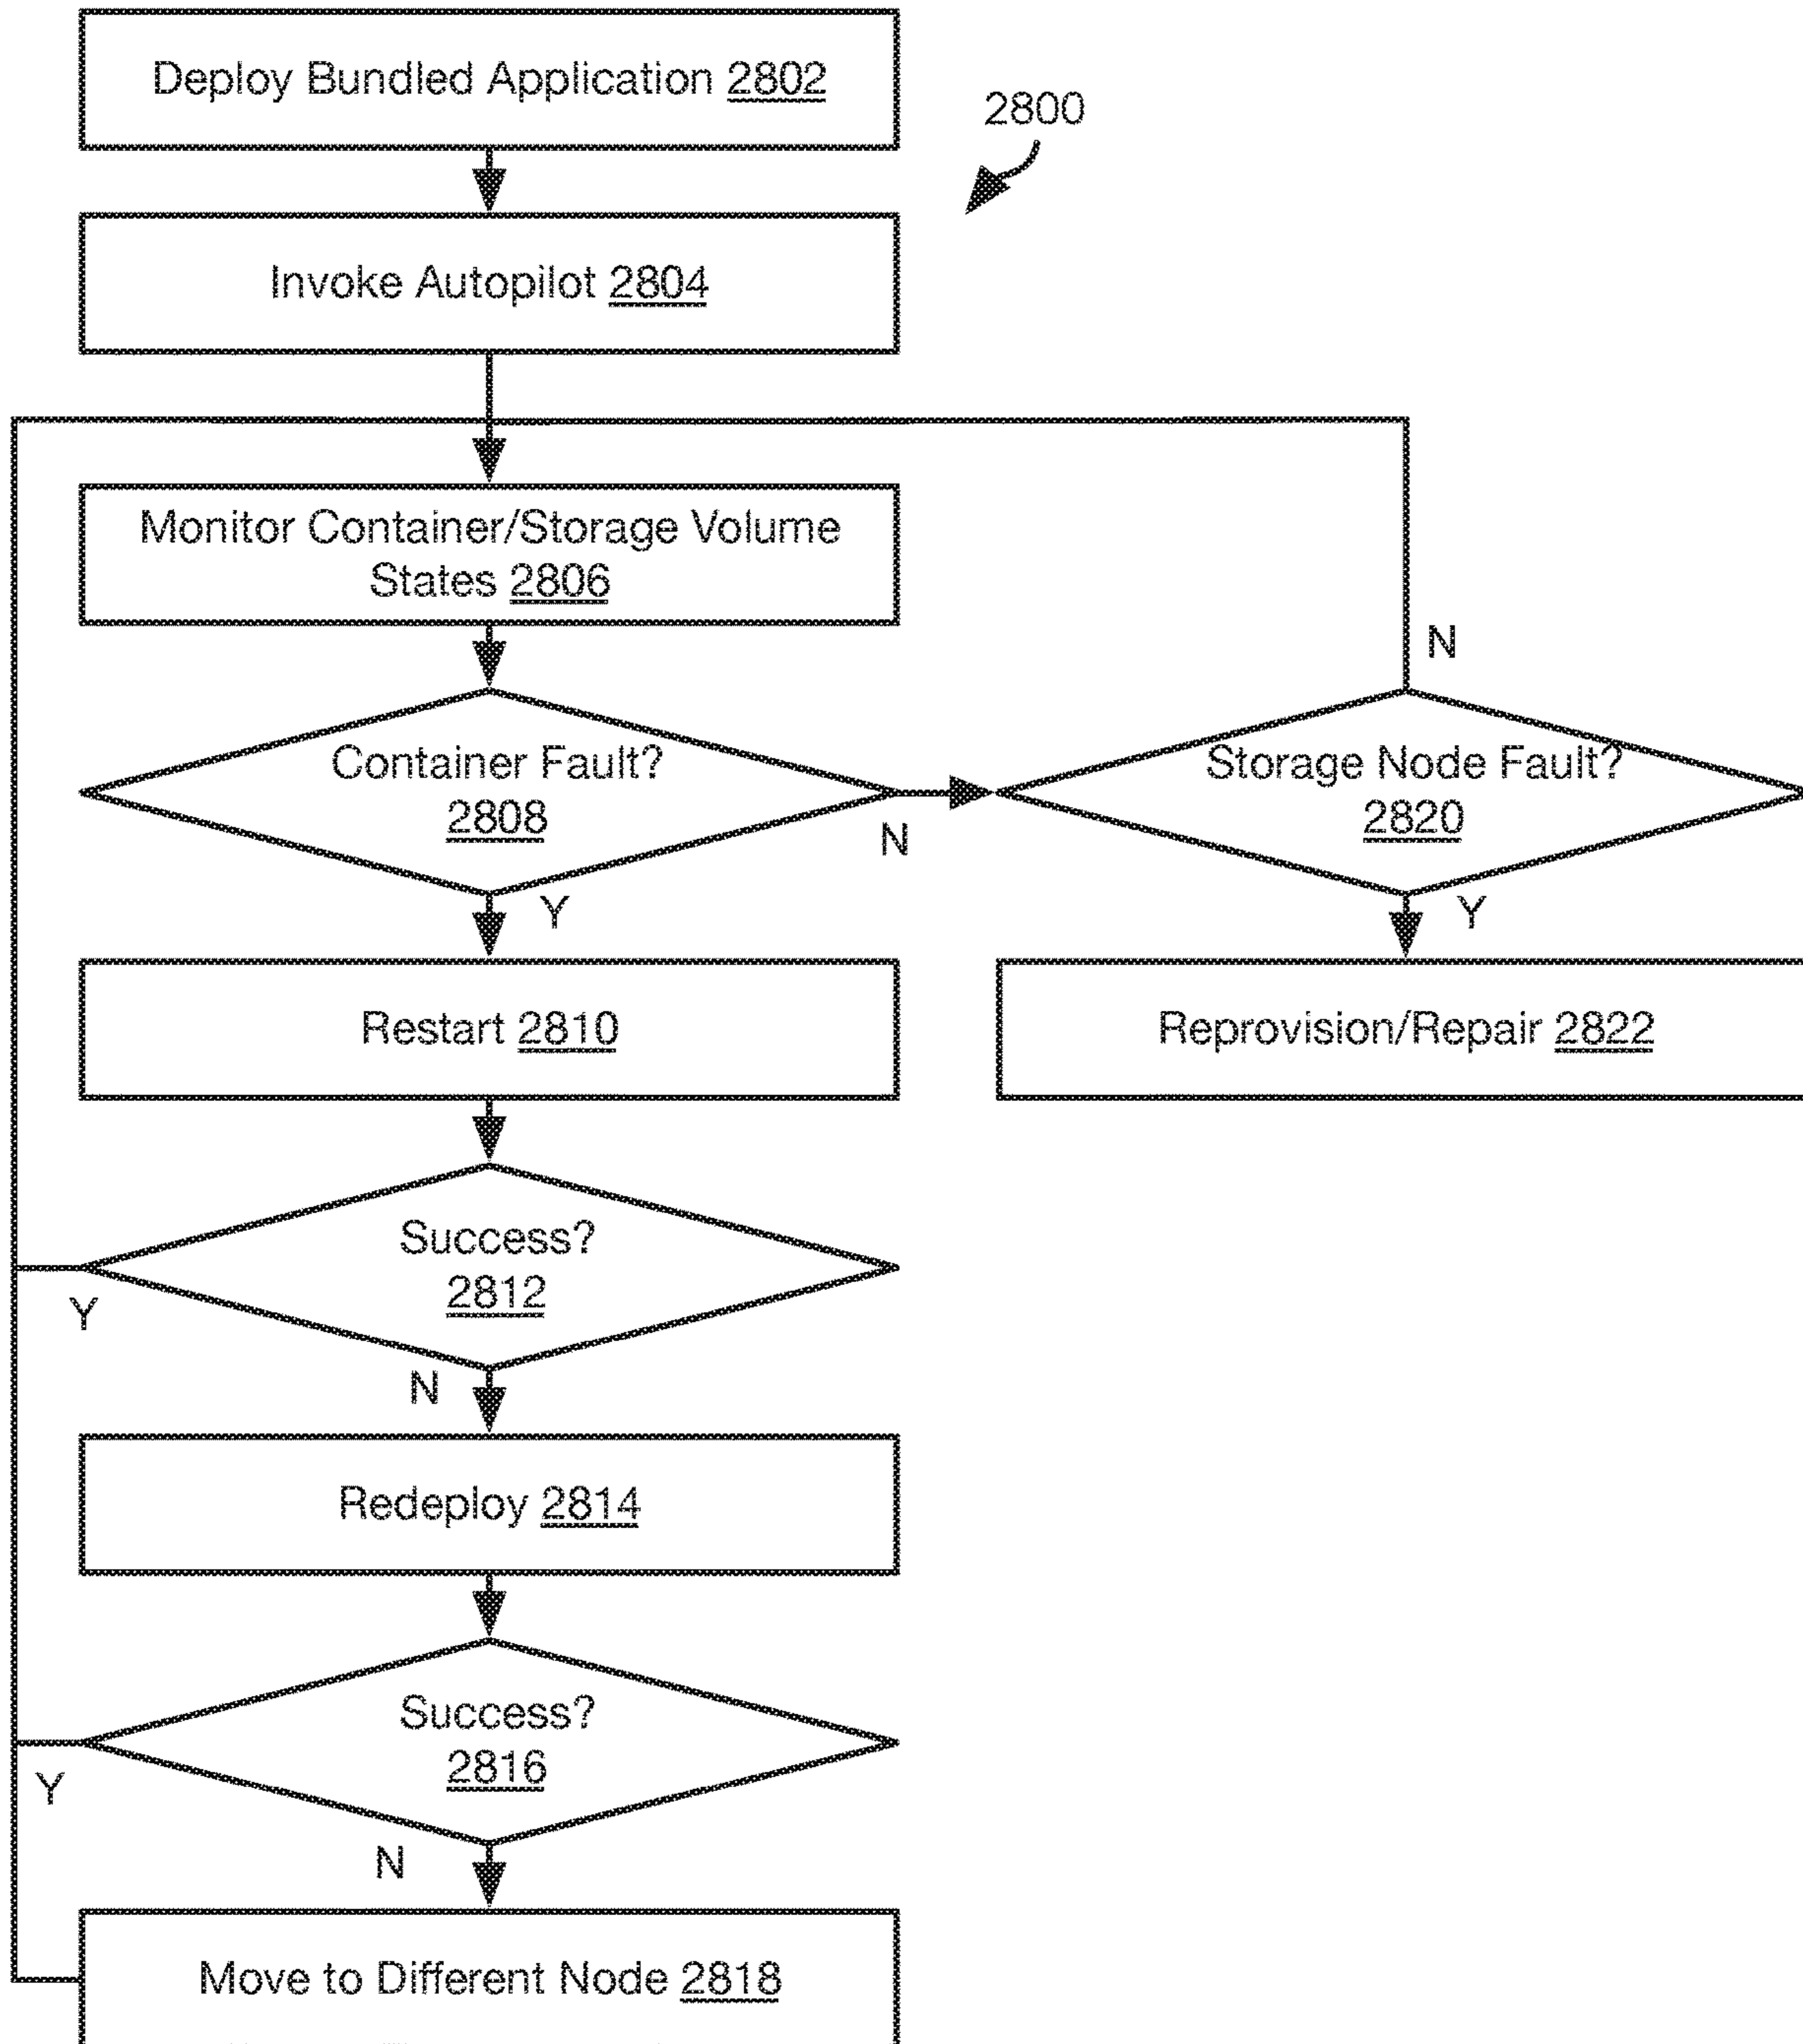 Deploy Bundled Application 2802
2800
Invoke Autopilot 2804
Monitor Container/Storage Volume
States 2806
N
Container Fault?
2808
N
Storage Node Fault?
2820
Y
Y
Restart 2810
Reprovision/Repair 2822
Success?
2812
Y
N
Redeploy 2814
Success?
2816
Y
N
Move to Different Node 2818